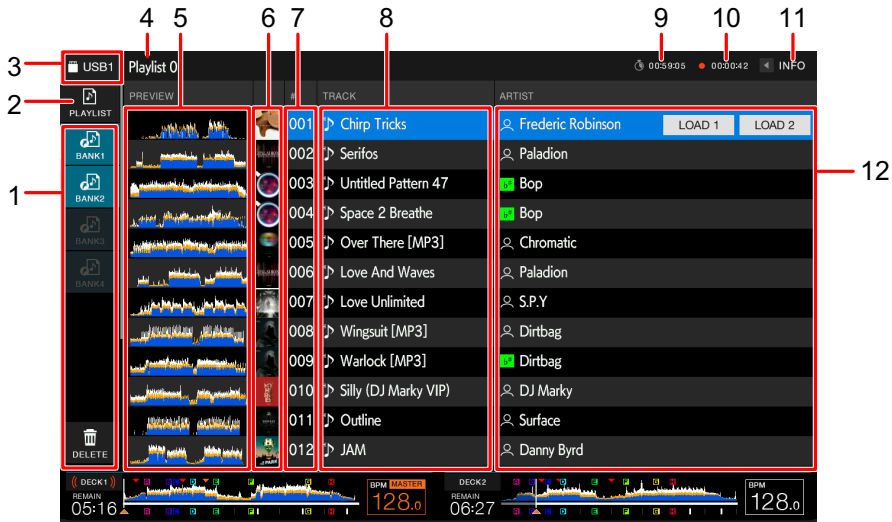 4 5 6 7 8 9 10 11
3 USB1 Playlist 0 00:59:05 00:00:42 INFO
2 PLAYLIST PREVIEW # TRACK ARTIST
001 Chirp Tricks Frederic Robinson LOAD 1 LOAD 2
BANK1 002 Serifos Paladion
12
1 BANK2 003 Untitled Pattern 47 Bop
004 Space 2 Breathe Bop
BANK3 005 Over There [MP3] Chromatic
BANK4 006 Love And Waves Paladion
007 Love Unlimited S.P.Y
008 Wingsuit [MP3] Dirtbag
009 Warlock [MP3] Dirtbag
010 Silly (DJ Marky VIP) DJ Marky
011 Outline Surface
DELETE 012 JAM Danny Byrd
DECK1 BPM MASTER DECK2 BPM
REMAIN 05:16 128.0 REMAIN 06:27 128.0